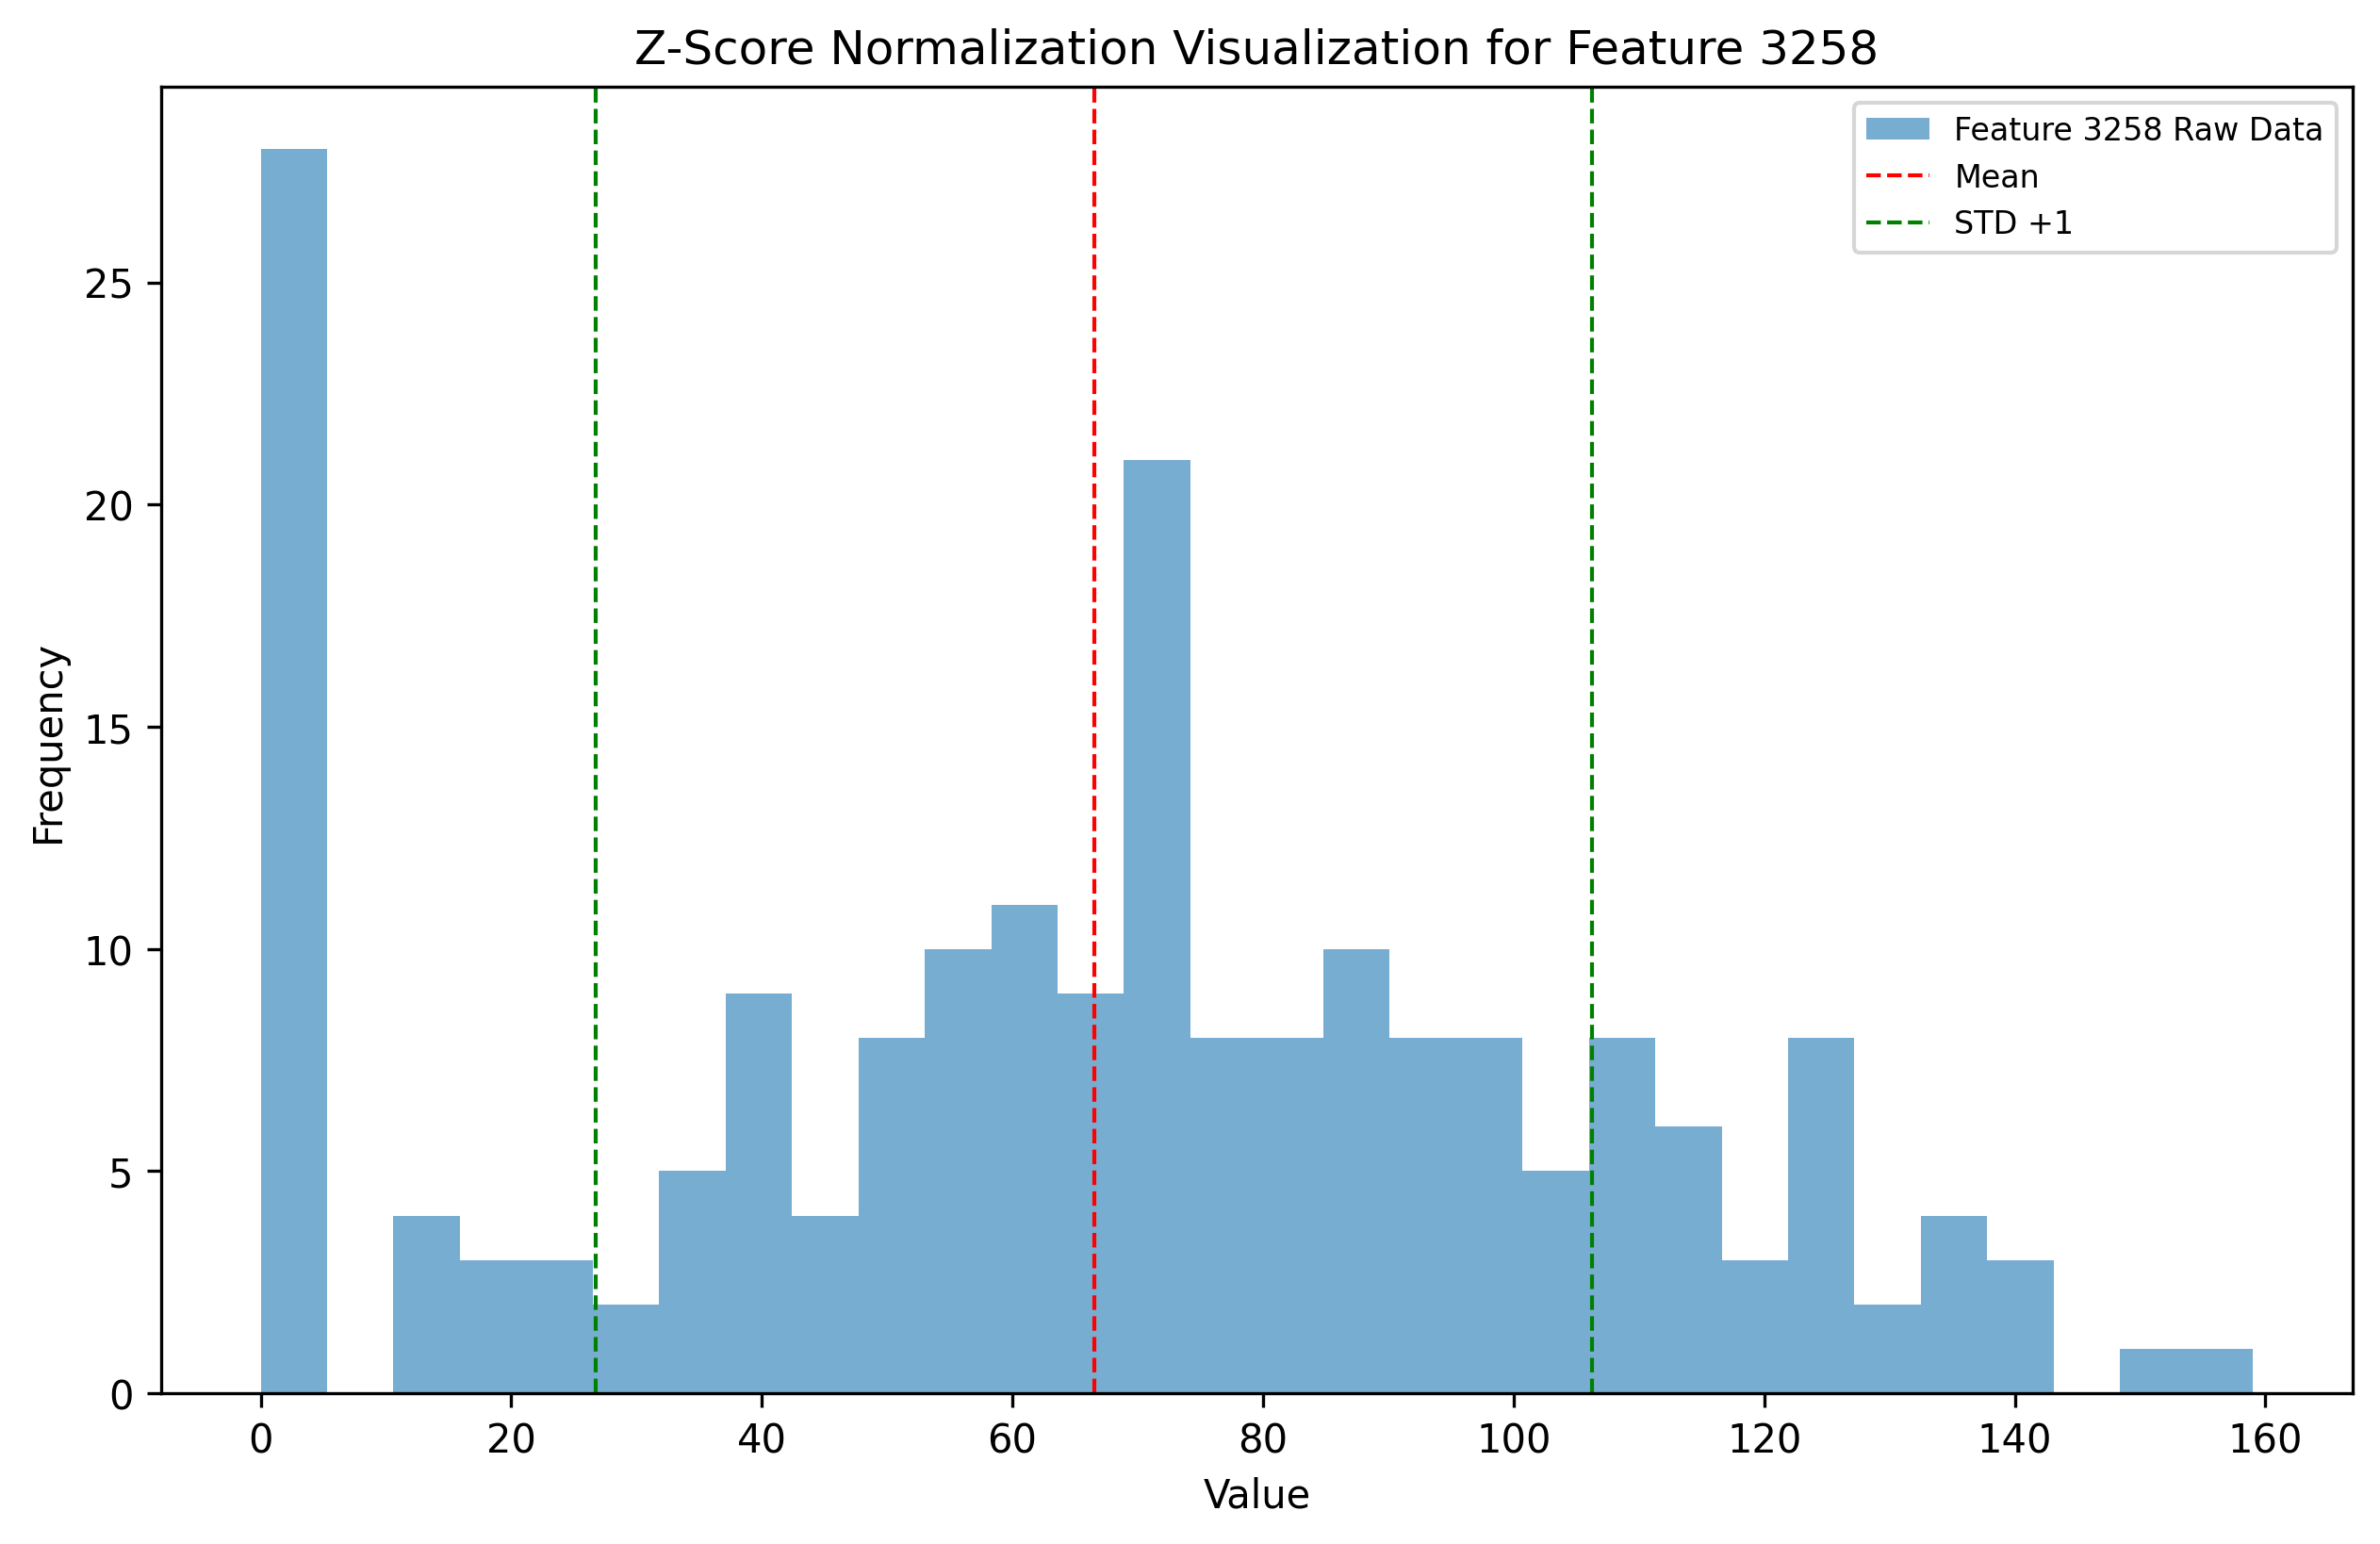 Z-Score Normalization Visualization for Feature 3258
Feature 3258 Raw Data
Mean
STD +1
Frequency
25
20
15
10
5
0
0 20 40 60 80 100 120 140 160
Value